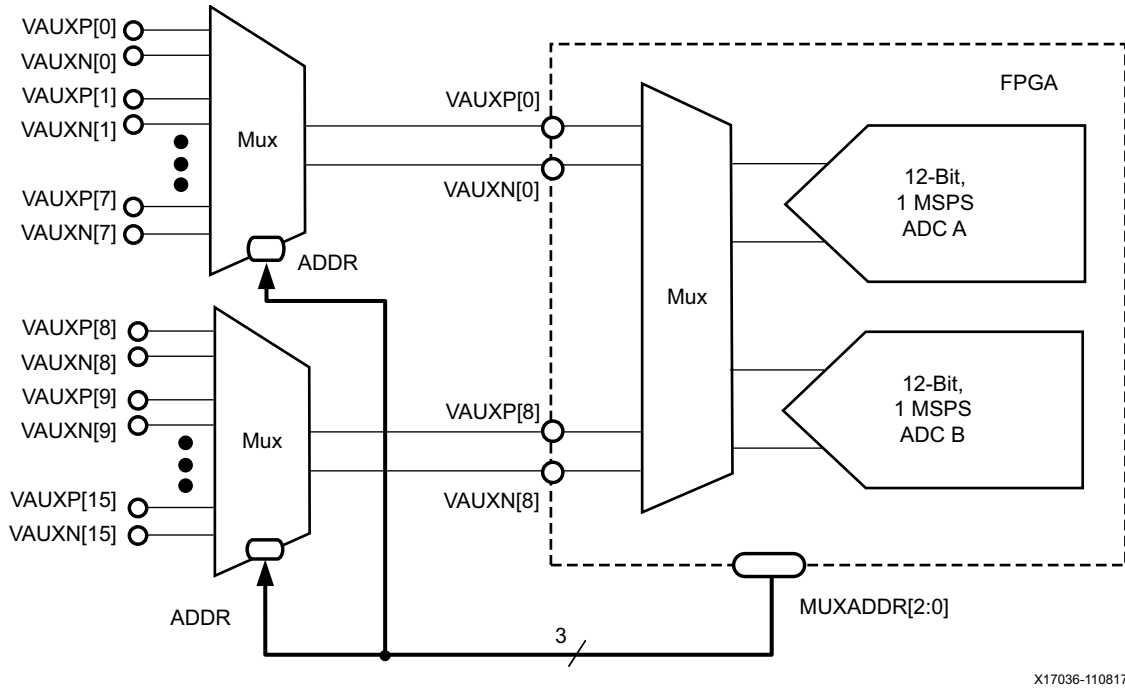 VAUXP[0]
VAUXN[0]
VAUXP[1]
VAUXN[1]
VAUXP[7]
VAUXN[7]
Mux
ADDR
VAUXP[8]
VAUXN[8]
VAUXP[9]
VAUXN[9]
VAUXP[15]
VAUXN[15]
Mux
ADDR
VAUXP[0]
VAUXN[0]
VAUXP[8]
VAUXN[8]
FPGA
Mux
12-Bit,
1 MSPS
ADC A
12-Bit,
1 MSPS
ADC B
MUXADDR[2:0]
3
X17036-110817